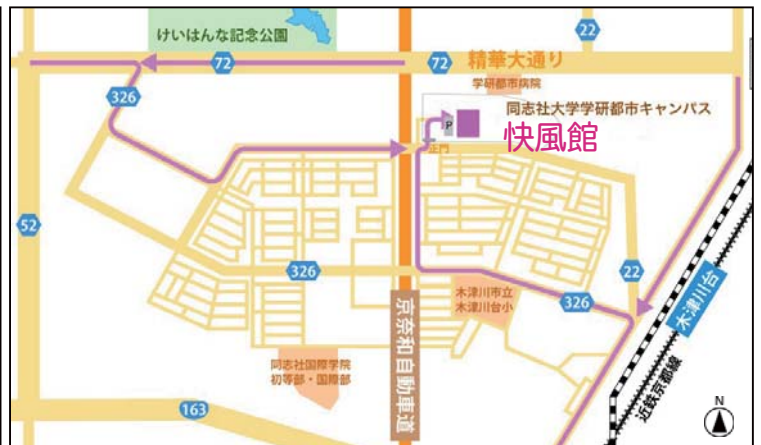 けいはんな記念公園
22
72
72
精華大通り
学研都市病院
326
同志社大学学研都市キャンパス
P
快風館
正門
52
326
22
木津川市立
木津川台小
326
木津川台
京奈和自動車道
近鉄京都線
同志社国際学院
初等部・国際部
163
N